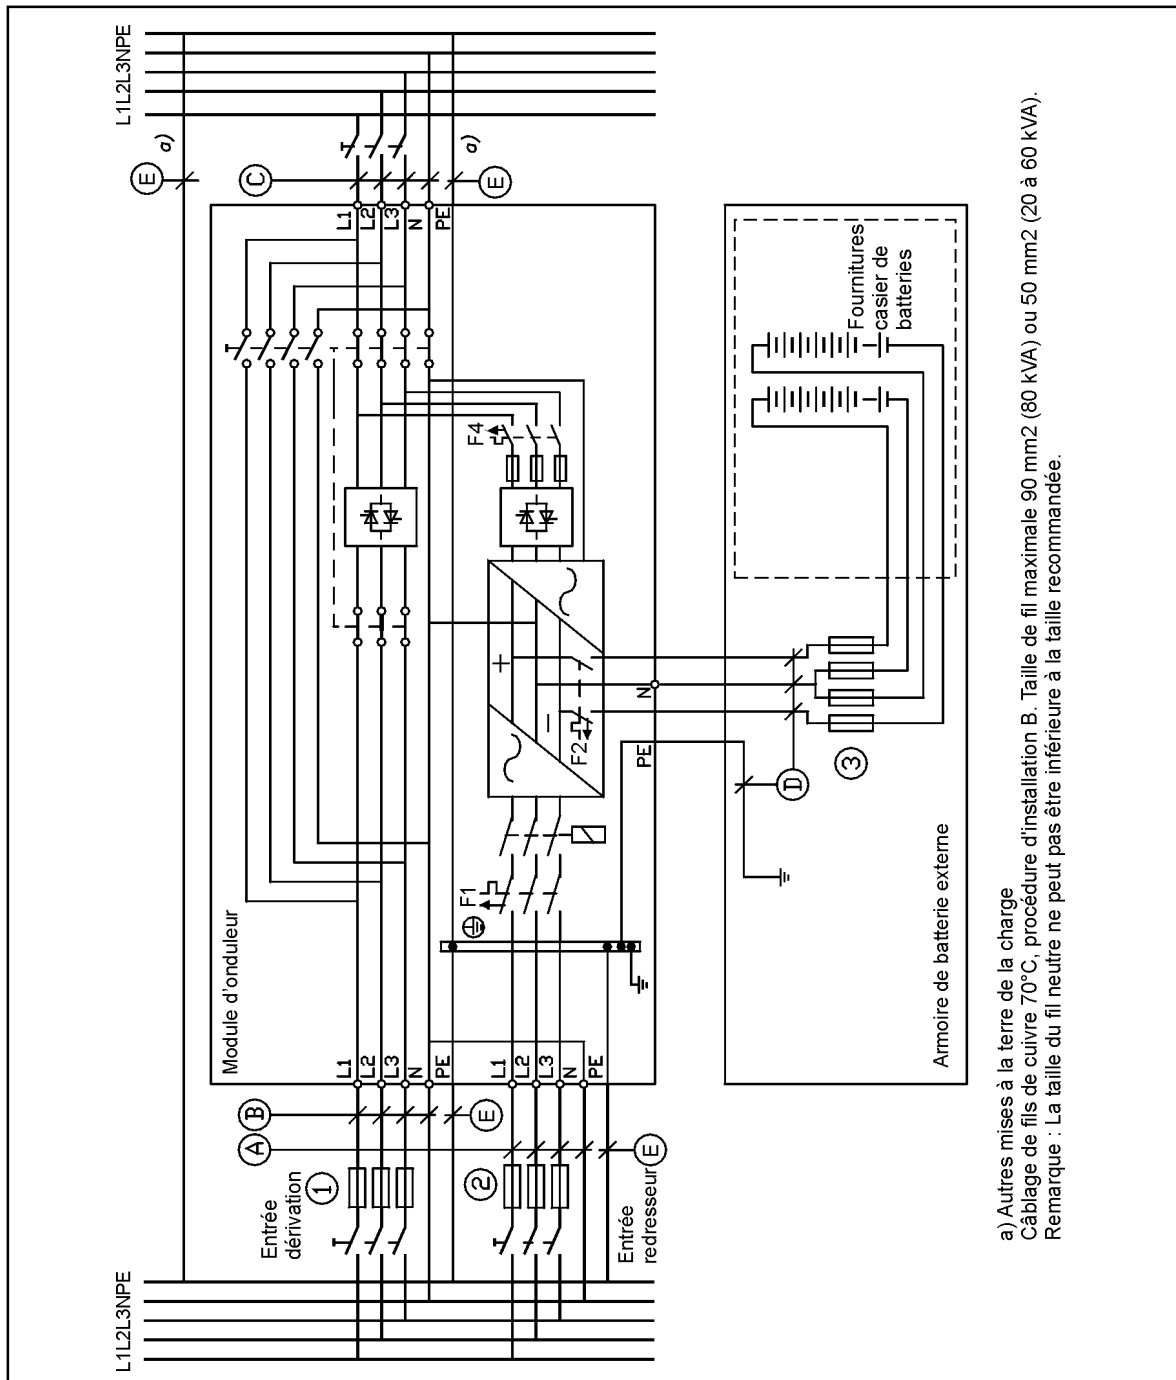 L1L2L3NPE
E
a)
C
a)
E
L1
L2
L3
N
PE
Module d'onduleur
F4
+
−
F2
N
PE
F1
L1
L2
L3
N
PE
L1
L2
L3
N
PE
B
E
A
E
Entrée
dérivation
1
2
Entrée
redresseur
L1L2L3NPE
Fournitures
casier de
batteries
D
3
Armoire de batterie externe
a) Autres mises à la terre de la charge
Câblage de fils de cuivre 70°C, procédure d'installation B. Taille de fil maximale 90 mm2 (80 kVA) ou 50 mm2 (20 à 60 kVA).
Remarque : La taille du fil neutre ne peut pas être inférieure à la taille recommandée.